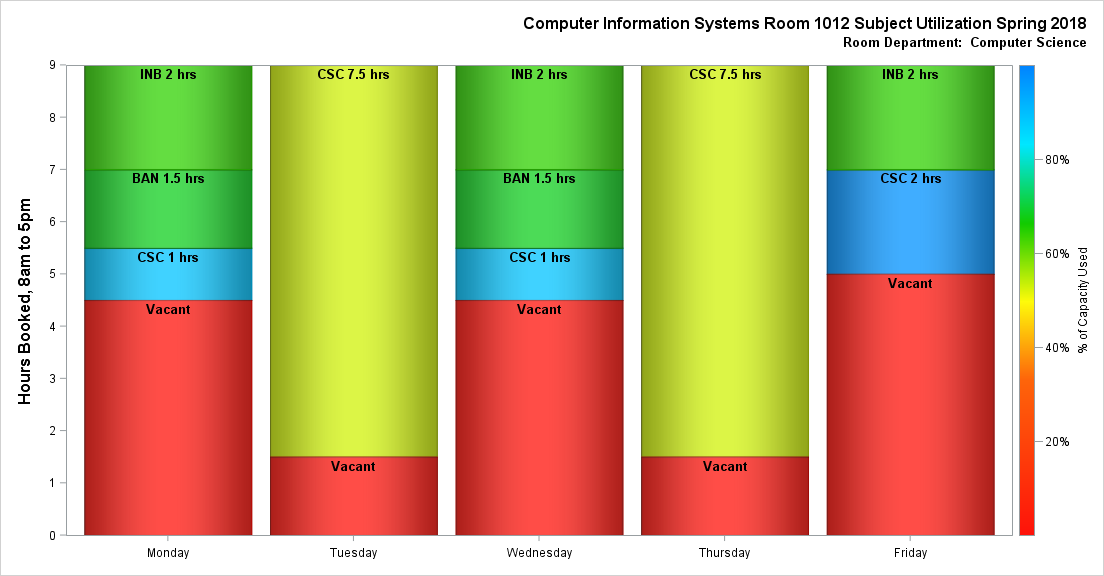 Computer Information Systems Room 1012 Subject Utilization Spring 2018
Room Department:  Computer Science
Hours Booked, 8am to 5pm
9
8
7
6
5
4
3
2
1
0
INB 2 hrs
BAN 1.5 hrs
CSC 1 hrs
Vacant
CSC 7.5 hrs
Vacant
INB 2 hrs
BAN 1.5 hrs
CSC 1 hrs
Vacant
CSC 7.5 hrs
Vacant
INB 2 hrs
CSC 2 hrs
Vacant
Monday
Tuesday
Wednesday
Thursday
Friday
80%
60%
40%
20%
% of Capacity Used